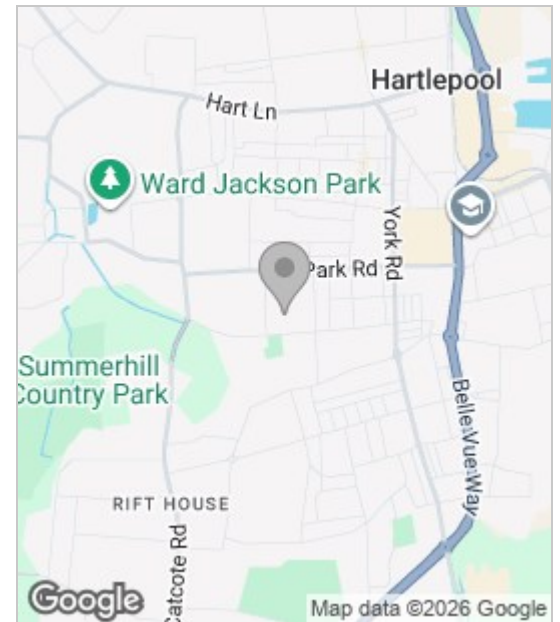 Hartlepool
Hart Ln
Ward Jackson Park
York Rd
Park Rd
Summerhill
Country Park
Belle Vue Way
RIFT HOUSE
Catcote Rd
Google
Map data ©2026 Google